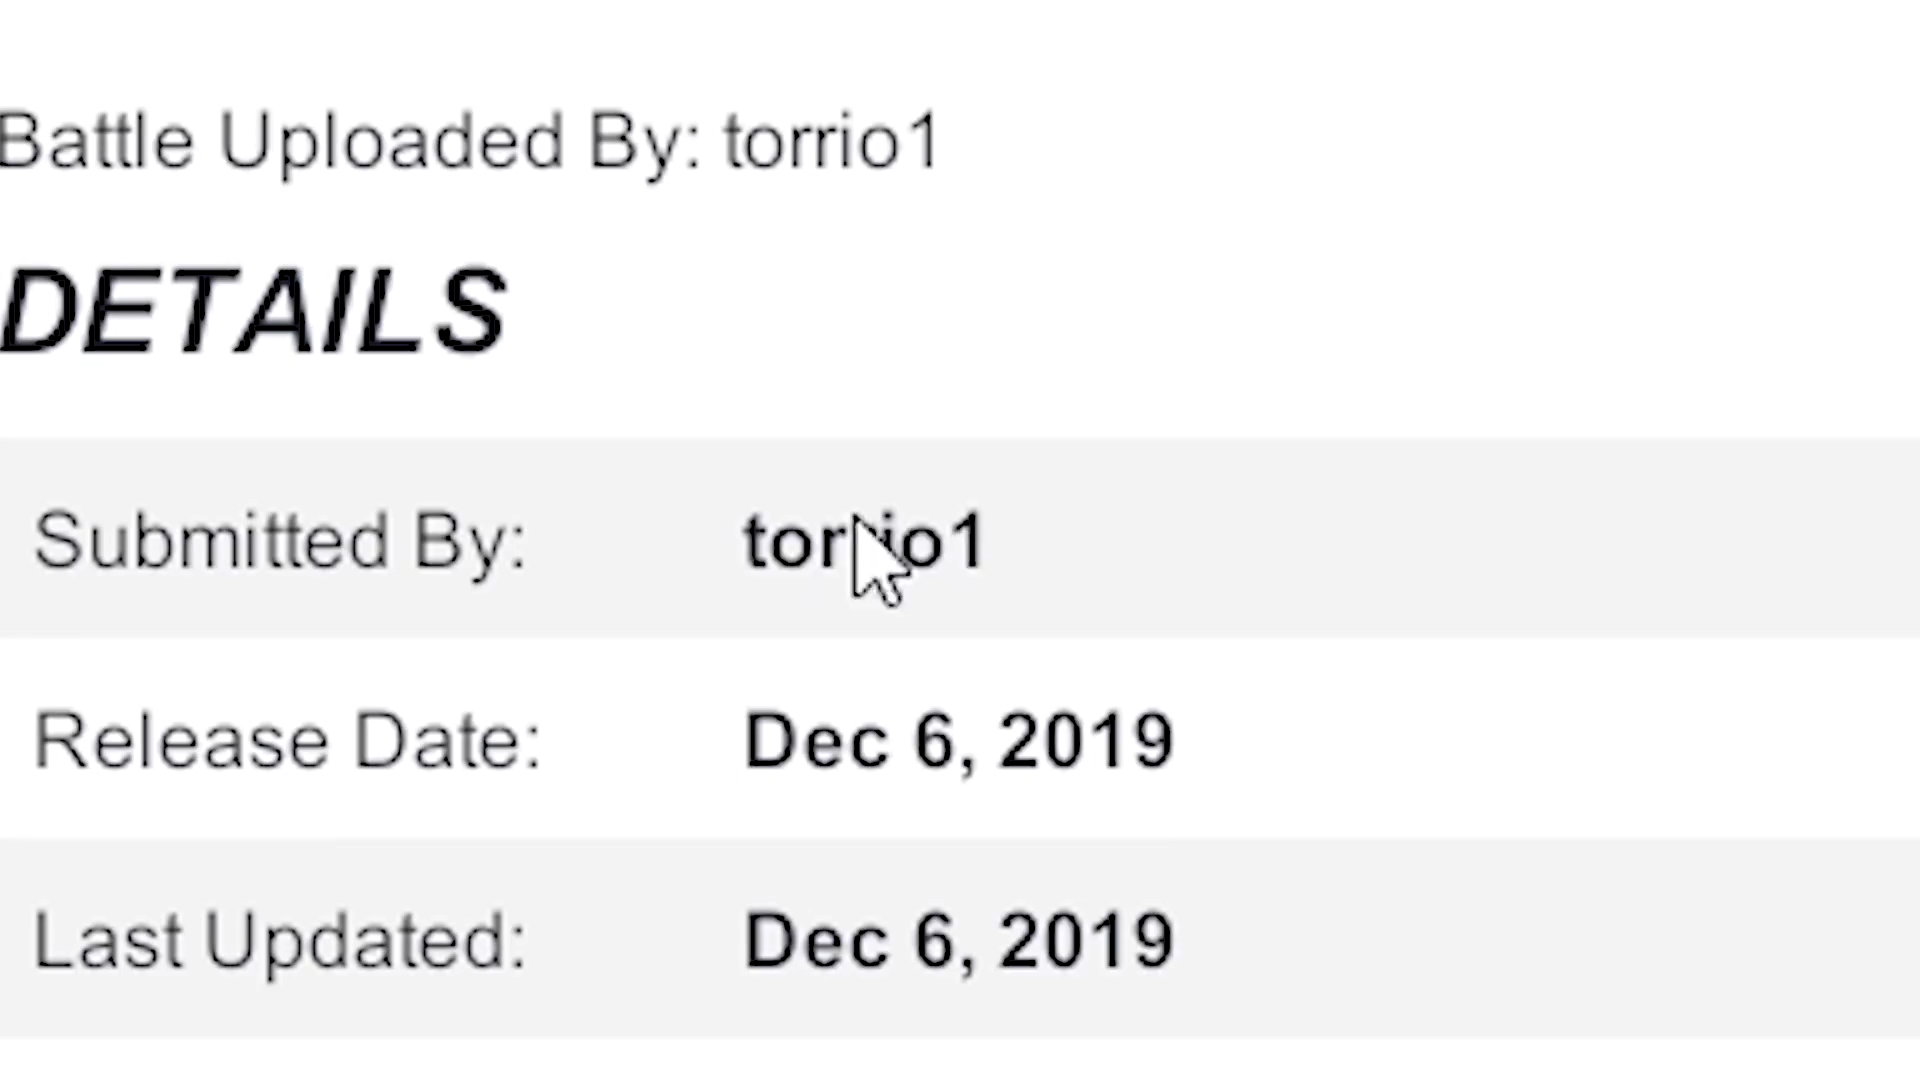 Battle Uploaded By: torrio1
DETAILS
Submitted By: torrio1
Release Date: Dec 6, 2019
Last Updated: Dec 6, 2019